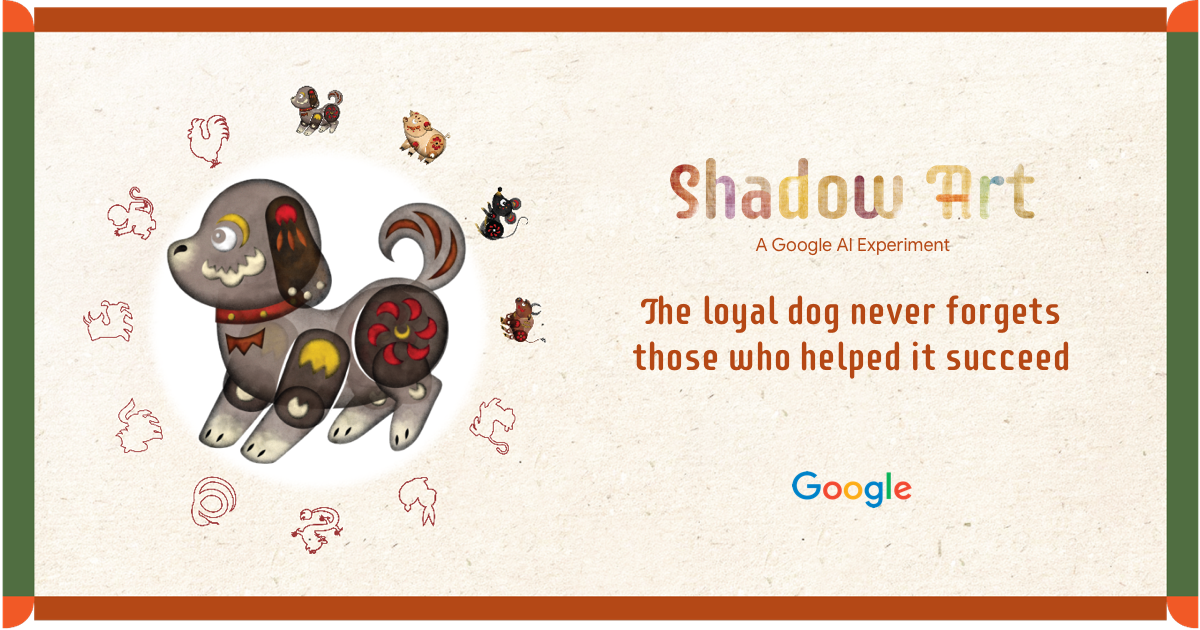 Shadow Art
A Google AI Experiment
The loyal dog never forgets
those who helped it succeed
Google